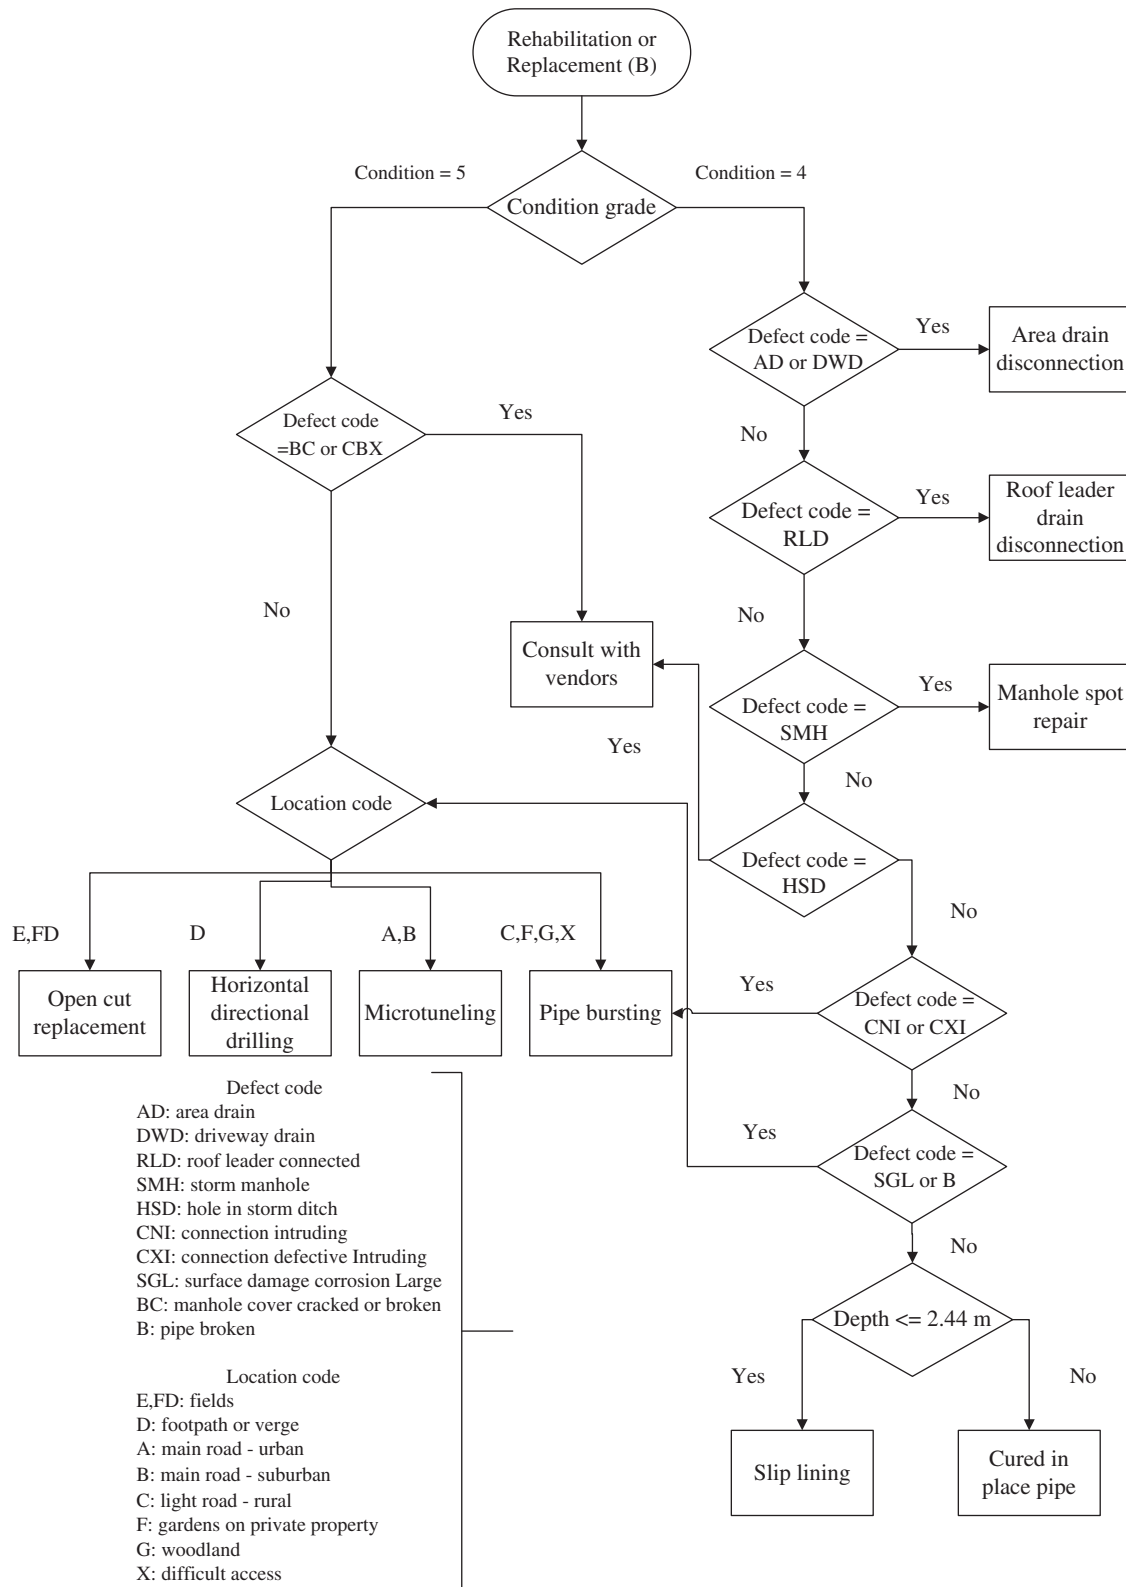 Rehabilitation or
Replacement (B)
Condition = 5
Condition = 4
Condition grade
Defect code =
AD or DWD
Yes
Area drain
disconnection
Defect code
=BC or CBX
Yes
No
Defect code =
RLD
Yes
Roof leader
drain
disconnection
No
No
Consult with
vendors
Defect code =
SMH
Yes
Manhole spot
repair
Yes
No
Location code
Defect code =
HSD
No
E,FD
D
A,B
C,F,G,X
Open cut
replacement
Horizontal
directional
drilling
Microtuneling
Pipe bursting
Yes
Defect code =
CNI or CXI
No
Yes
Defect code =
SGL or B
No
Depth <= 2.44 m
Yes
No
Slip lining
Cured in
place pipe
Defect code
AD: area drain
DWD: driveway drain
RLD: roof leader connected
SMH: storm manhole
HSD: hole in storm ditch
CNI: connection intruding
CXI: connection defective Intruding
SGL: surface damage corrosion Large
BC: manhole cover cracked or broken
B: pipe broken
Location code
E,FD: fields
D: footpath or verge
A: main road - urban
B: main road - suburban
C: light road - rural
F: gardens on private property
G: woodland
X: difficult access